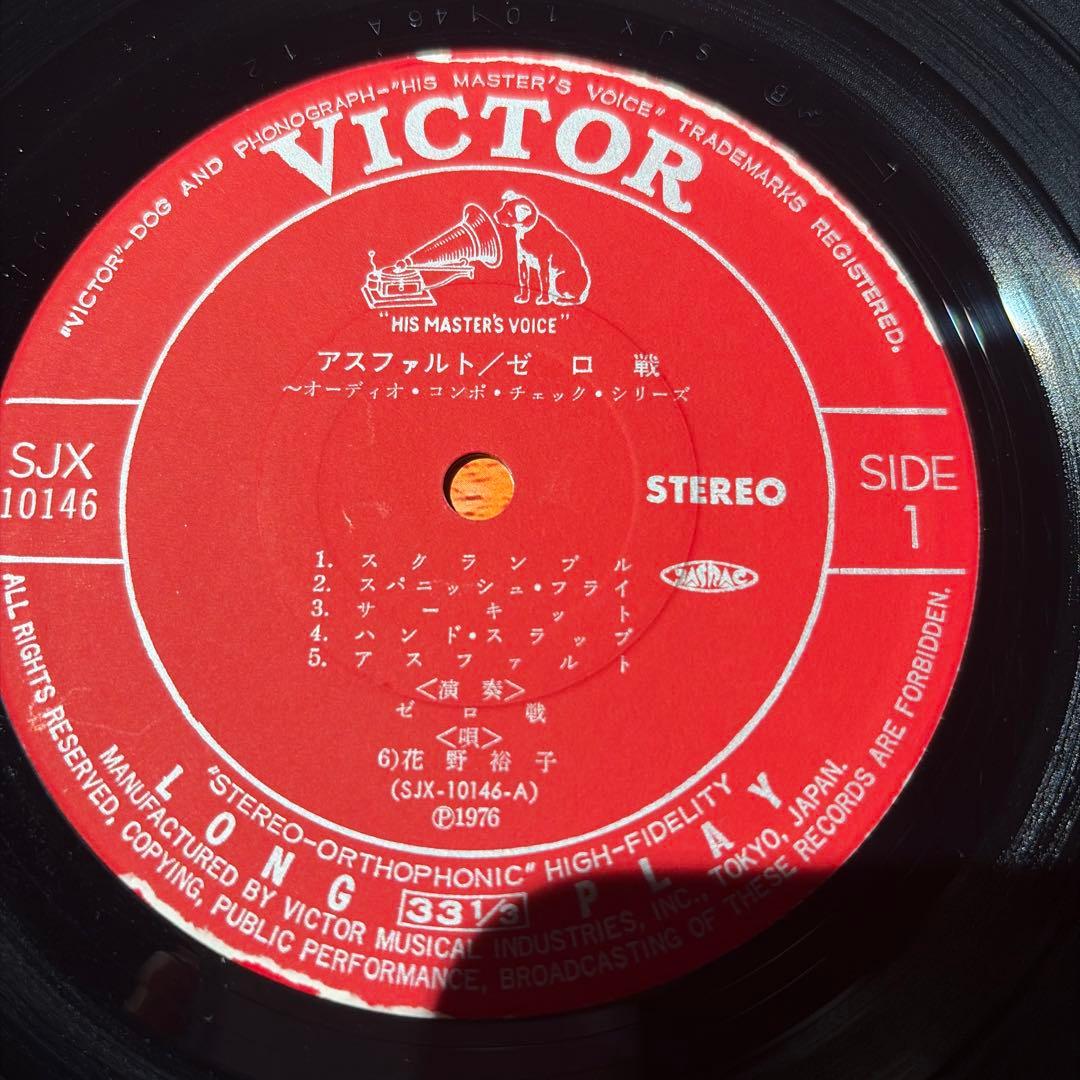 "VICTOR"-DOG AND PHONOGRAPH-"HIS MASTER'S VOICE" TRADEMARKS REGISTERED.
VICTOR
"HIS MASTER'S VOICE"
アスファルト/ゼロ戦
~オーディオ・コンポ・チェック・シリーズ
SJX
10146
STEREO
SIDE
1
JASRAC
1. スクランブル
2. スパニッシュ・フライ
3. サーキット
4. ハンド・スラップ
5. アスファルト
<演奏>
ゼロ戦
<唄>
6)花野裕子
(SJX-10146-A)
Ⓟ1976
"STEREO-ORTHOPHONIC" HIGH-FIDELITY
LONG 33 1/3 PLAY
MANUFACTURED BY VICTOR MUSICAL INDUSTRIES, INC., TOKYO, JAPAN.
ALL RIGHTS RESERVED, COPYING, PUBLIC PERFORMANCE, BROADCASTING OF THESE RECORDS ARE FORBIDDEN.